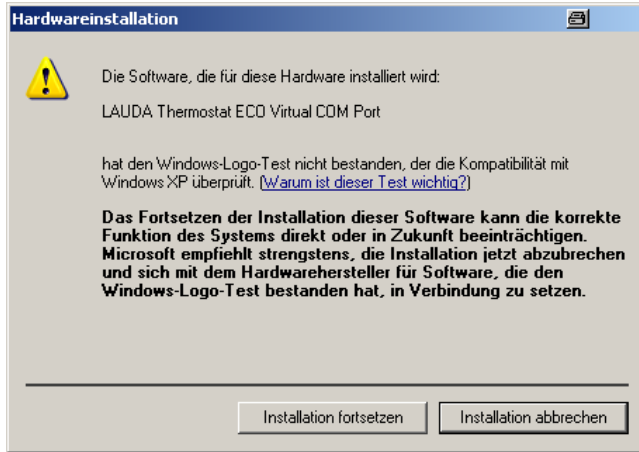 Hardwareinstallation
Die Software, die für diese Hardware installiert wird:
LAUDA Thermostat ECO Virtual COM Port
hat den Windows-Logo-Test nicht bestanden, der die Kompatibilität mit
Windows XP überprüft. (Warum ist dieser Test wichtig?)
Das Fortsetzen der Installation dieser Software kann die korrekte
Funktion des Systems direkt oder in Zukunft beeinträchtigen.
Microsoft empfiehlt strengstens, die Installation jetzt abzubrechen
und sich mit dem Hardwarehersteller für Software, die den
Windows-Logo-Test bestanden hat, in Verbindung zu setzen.
Installation fortsetzen Installation abbrechen